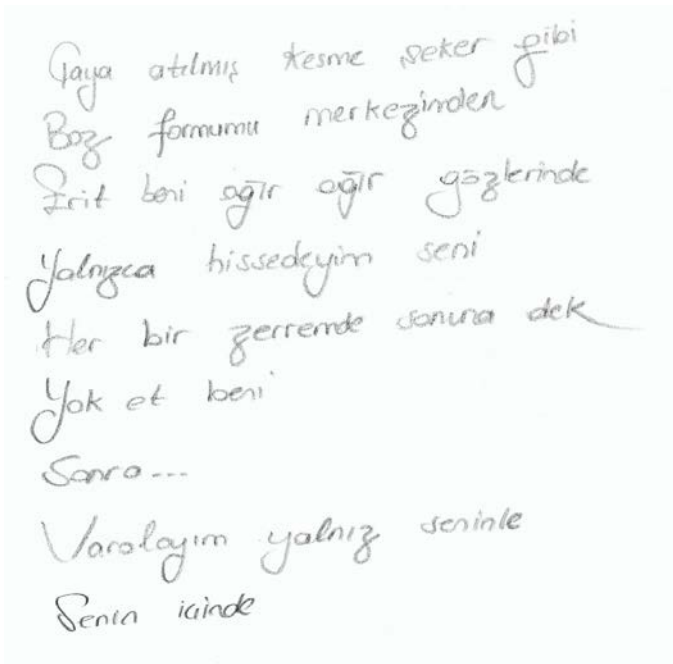 Çaya atılmış kesme şeker gibi
Boz formumu merkezimden
Erit beni ağır ağır gözlerinde
Yalnızca hissedeyim seni
Her bir zerremde sonuna dek
Yok et beni
Sonra...
Varolayım yalnız seninle
Senin içinde